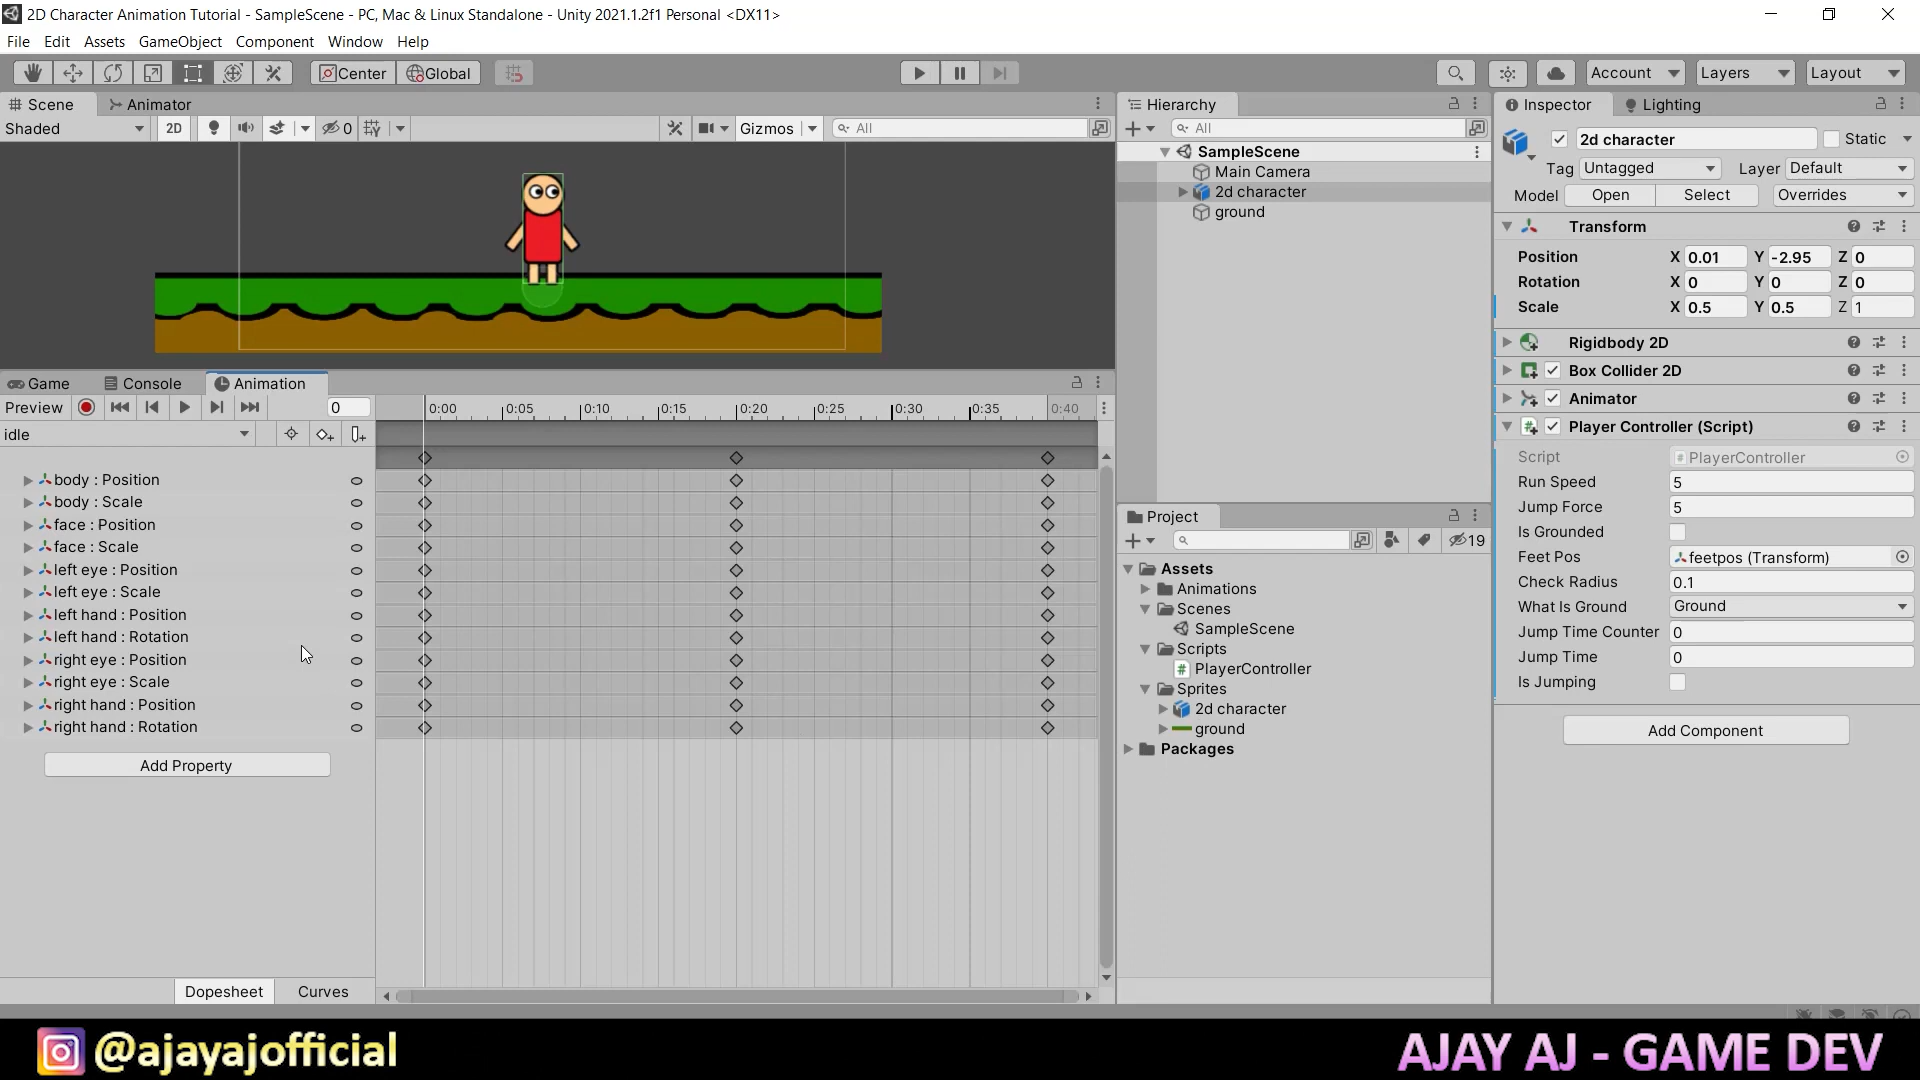 2D Character Animation Tutorial - SampleScene - PC, Mac & Linux Standalone - Unity 2021.1.2f1 Personal <DX11>
File Edit Assets GameObject Component Window Help
Center Global Account Layers Layout
Scene Animator
Shaded 2D 0 Gizmos All
Game Console Animation
Preview 0
0:00 0:05 0:10 0:15 0:20 0:25 0:30 0:35 0:40
idle
body : Position
body : Scale
face : Position
face : Scale
left eye : Position
left eye : Scale
left hand : Position
left hand : Rotation
right eye : Position
right eye : Scale
right hand : Position
right hand : Rotation
Add Property
Dopesheet Curves
Hierarchy
All
SampleScene
Main Camera
2d character
ground
Project
19
Assets
Animations
Scenes
SampleScene
Scripts
PlayerController
Sprites
2d character
ground
Packages
Inspector Lighting
2d character Static
Tag Untagged Layer Default
Model Open Select Overrides
Transform
Position X 0.01 Y -2.95 Z 0
Rotation X 0 Y 0 Z 0
Scale X 0.5 Y 0.5 Z 1
Rigidbody 2D
Box Collider 2D
Animator
# Player Controller (Script)
Script # PlayerController
Run Speed 5
Jump Force 5
Is Grounded
Feet Pos feetpos (Transform)
Check Radius 0.1
What Is Ground Ground
Jump Time Counter 0
Jump Time 0
Is Jumping
Add Component
@ajayajofficial
AJAY AJ - GAME DEV